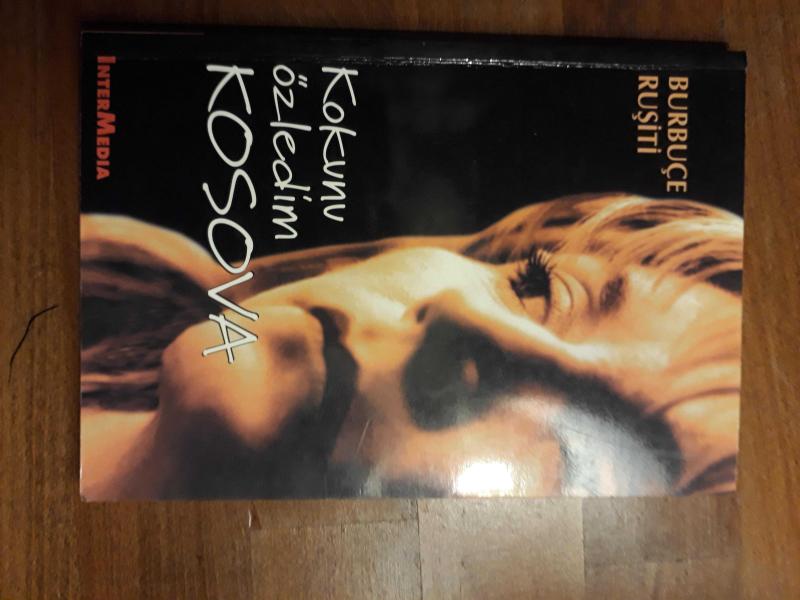 BURBUÇE
RUŞİTİ
Kokunu
özledim
KOSOVA
INTERMEDIA